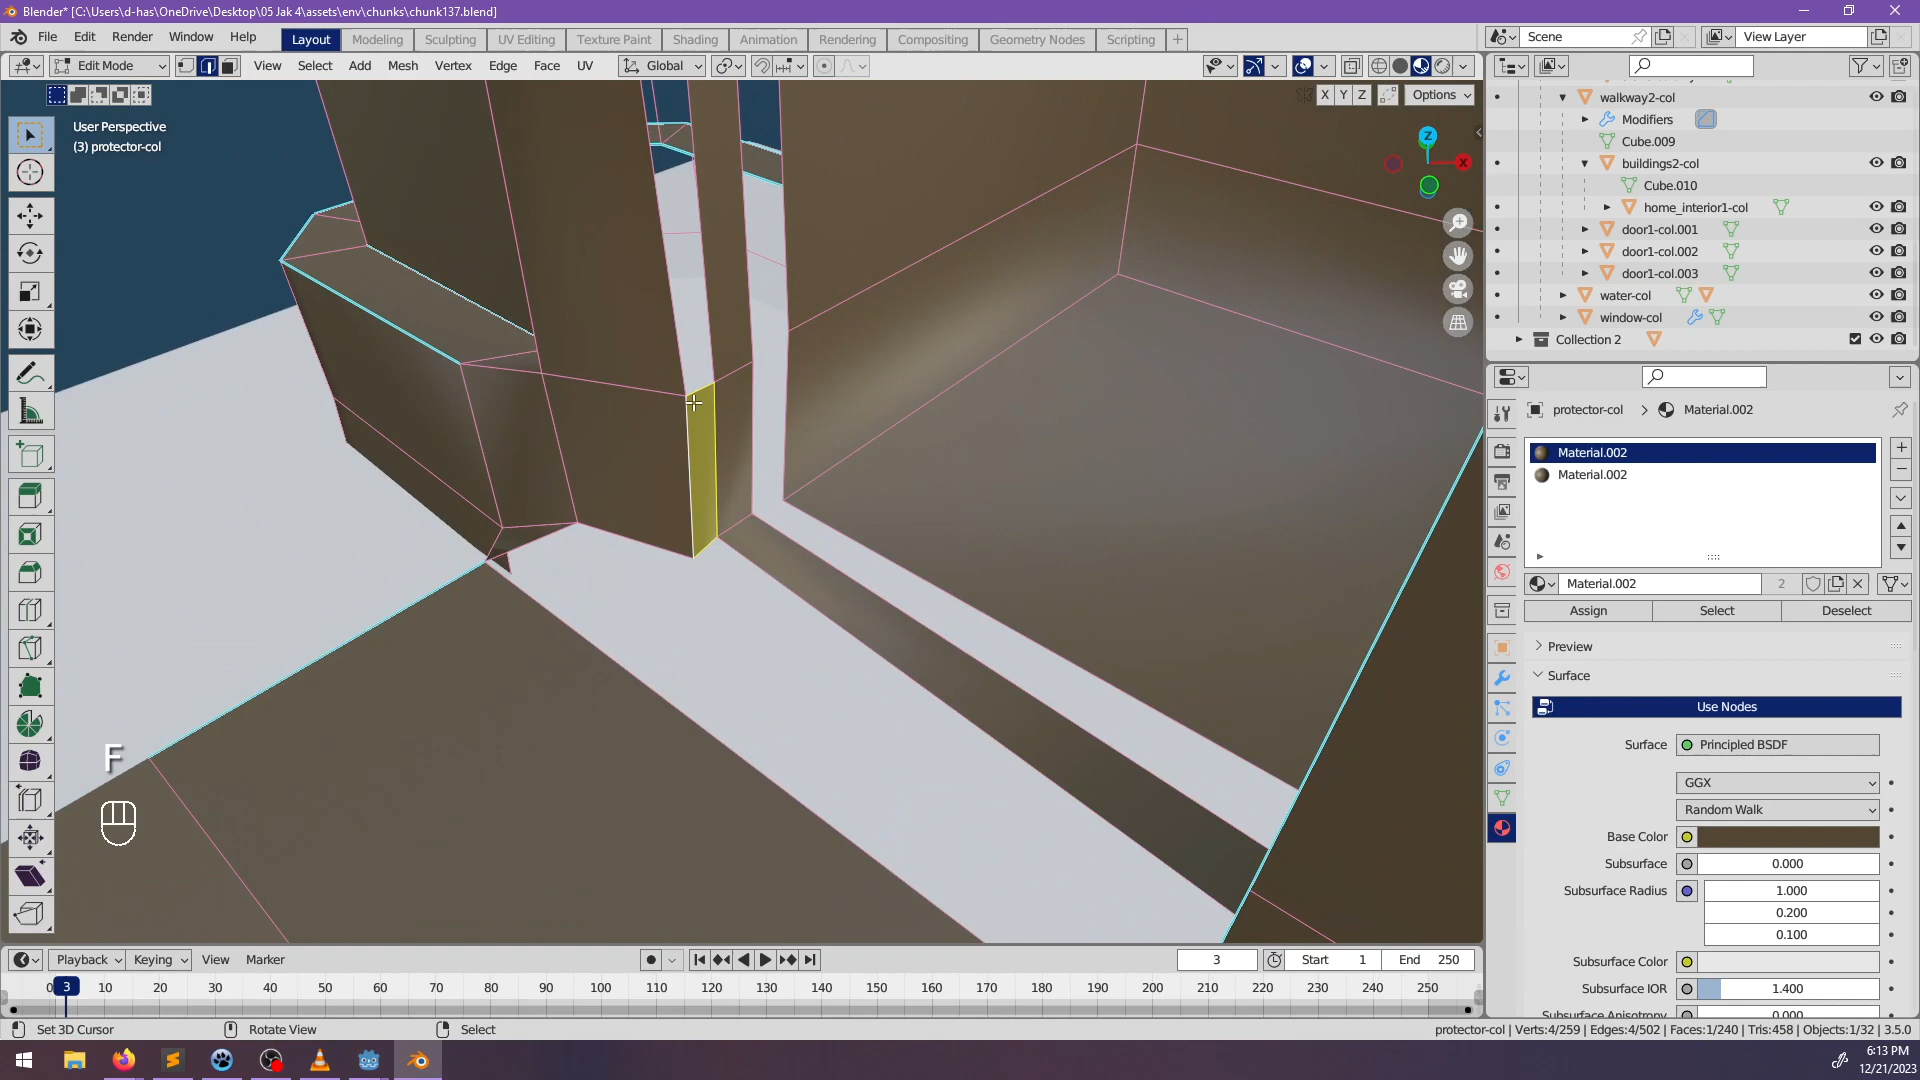 Blender* [C:\Users\d-has\OneDrive\Desktop\05 Jak 4\assets\env\chunks\chunk137.blend]
File Edit Render Window Help Layout Modeling Sculpting UV Editing Texture Paint Shading Animation Rendering Compositing Geometry Nodes Scripting + Scene View Layer
Edit Mode View Select Add Mesh Vertex Edge Face UV Global
X Y Z Options
User Perspective
(3) protector-col
Z
X
F
walkway2-col
Modifiers
Cube.009
buildings2-col
Cube.010
home_interior1-col
door1-col.001
door1-col.002
door1-col.003
water-col
window-col
Collection 2
protector-col > Material.002
Material.002
Material.002
Material.002 2
Assign Select Deselect
Preview
Surface
Use Nodes
Surface Principled BSDF
GGX
Random Walk
Base Color
Subsurface 0.000
Subsurface Radius 1.000
0.200
0.100
Subsurface Color
Subsurface IOR 1.400
Subsurface Anisotropy 0.000
Playback Keying View Marker 3 Start 1 End 250
0 3 10 20 30 40 50 60 70 80 90 100 110 120 130 140 150 160 170 180 190 200 210 220 230 240 250
Set 3D Cursor Rotate View Select protector-col | Verts:4/259 | Edges:4/502 | Faces:1/240 | Tris:458 | Objects:1/32 | 3.5.0
6:13 PM
12/21/2023